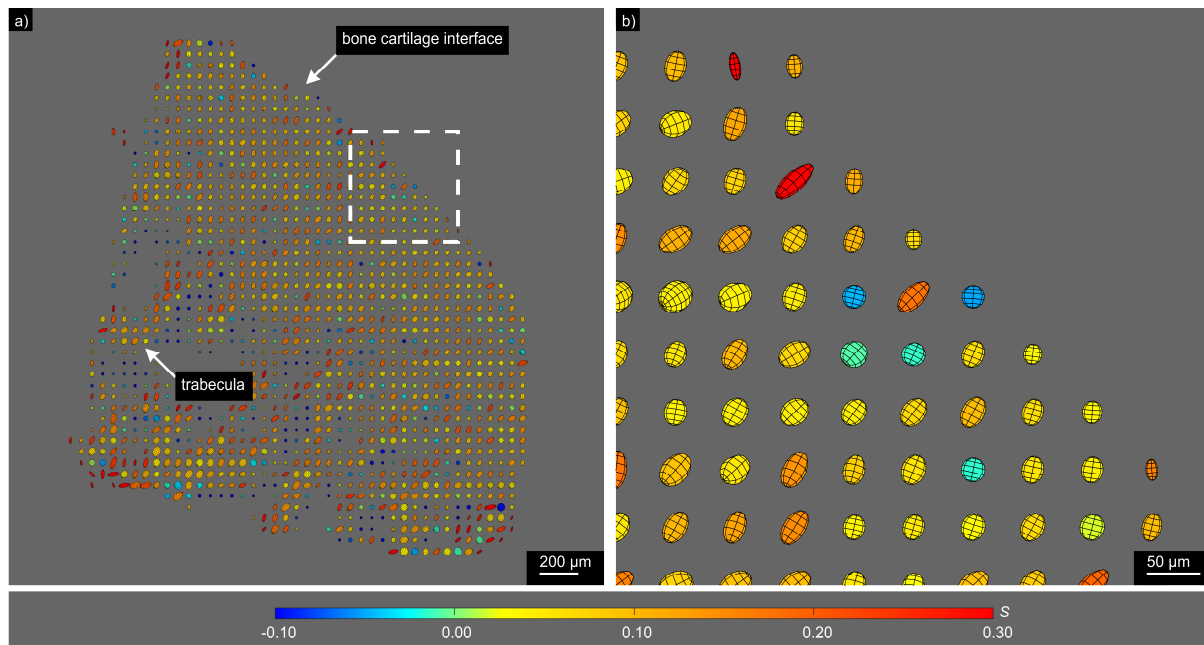 a)
bone cartilage interface
trabecula
200 µm
b)
50 µm
S
-0.10 0.00 0.10 0.20 0.30